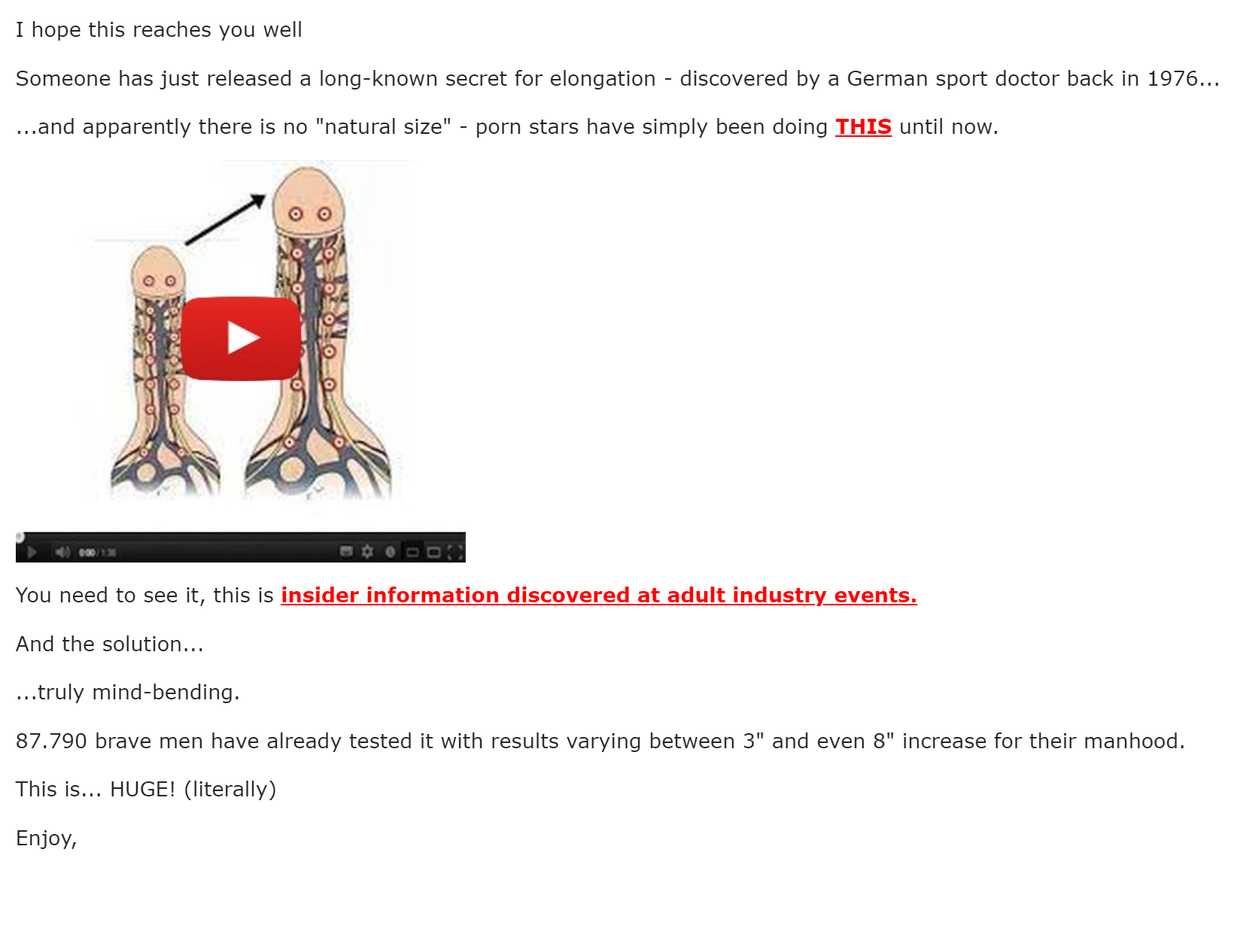 I hope this reaches you well
Someone has just released a long-known secret for elongation - discovered by a German sport doctor back in 1976...
...and apparently there is no "natural size" - porn stars have simply been doing THIS until now.
0:00 / 1:36
You need to see it, this is insider information discovered at adult industry events.
And the solution...
...truly mind-bending.
87.790 brave men have already tested it with results varying between 3" and even 8" increase for their manhood.
This is... HUGE! (literally)
Enjoy,